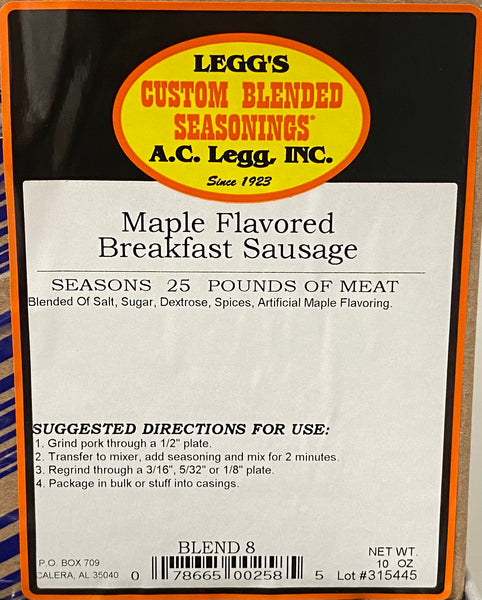 LEGG'S
CUSTOM BLENDED
SEASONINGS®
A.C. Legg, INC.
Since 1923
Maple Flavored
Breakfast Sausage
SEASONS 25 POUNDS OF MEAT
Blended Of Salt, Sugar, Dextrose, Spices, Artificial Maple Flavoring.
SUGGESTED DIRECTIONS FOR USE:
1. Grind pork through a 1/2" plate.
2. Transfer to mixer, add seasoning and mix for 2 minutes.
3. Regrind through a 3/16", 5/32" or 1/8" plate.
4. Package in bulk or stuff into casings.
BLEND 8
P.O. BOX 709
CALERA, AL 35040
0 78665 00258 5
NET WT.
10 OZ
Lot #315445